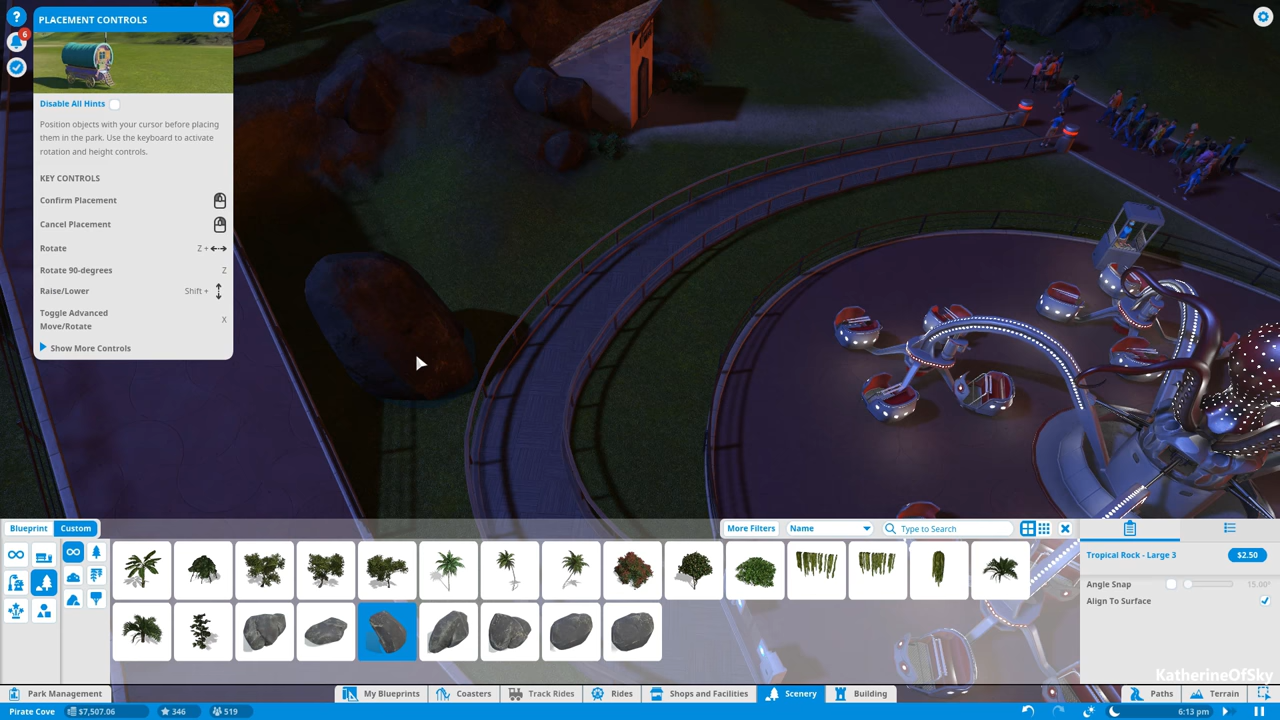 ?
PLACEMENT CONTROLS
6
Disable All Hints
Position objects with your cursor before placing
them in the park. Use the keyboard to activate
rotation and height controls.
KEY CONTROLS
Confirm Placement
Cancel Placement
Rotate Z +
Rotate 90-degrees Z
Raise/Lower Shift +
Toggle Advanced
Move/Rotate X
Show More Controls
Blueprint Custom More Filters Name Type to Search
Tropical Rock - Large 3 $2.50
Angle Snap 15.00°
Align To Surface
KatherineOfSky
Park Management My Blueprints Coasters Track Rides Rides Shops and Facilities Scenery Building Paths Terrain
Pirate Cove $7,507.06 346 519 6:13 pm